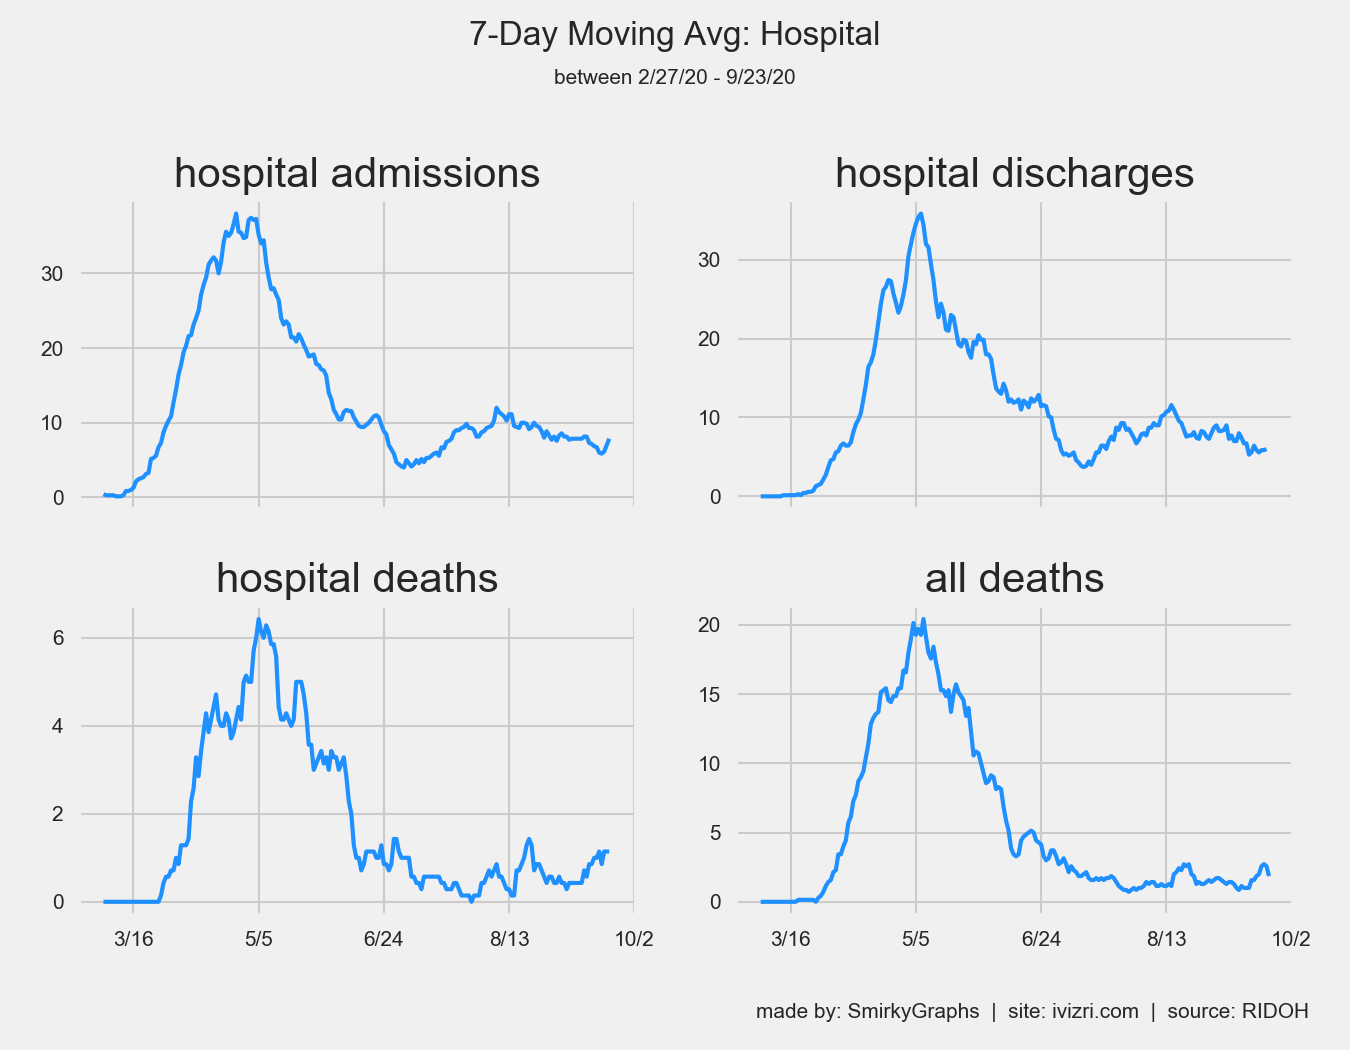 7-Day Moving Avg: Hospital
between 2/27/20 - 9/23/20
hospital admissions
30
20
10
0
hospital discharges
30
20
10
0
hospital deaths
6
4
2
0
3/16 5/5 6/24 8/13 10/2
all deaths
20
15
10
5
0
3/16 5/5 6/24 8/13 10/2
made by: SmirkyGraphs | site: ivizri.com | source: RIDOH